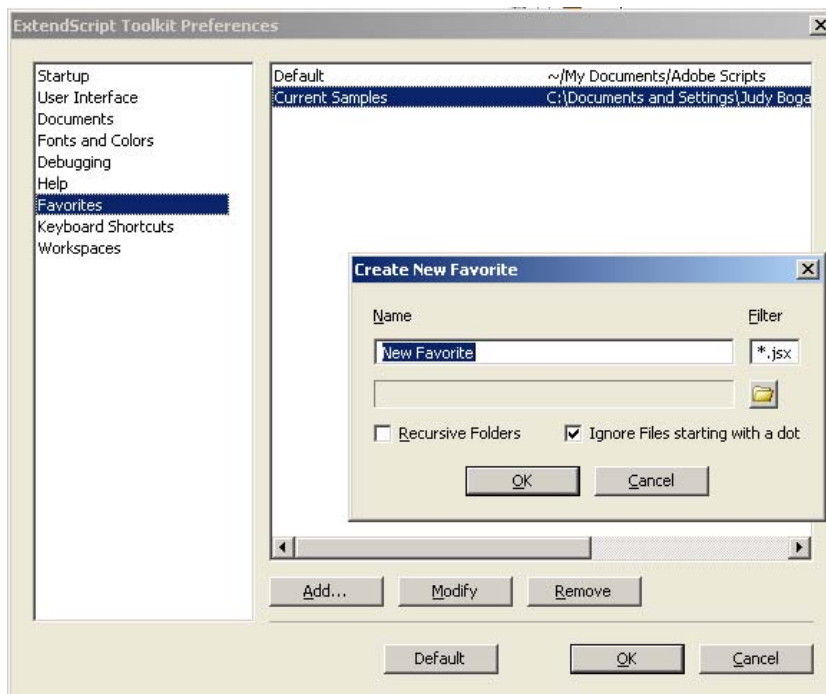 ExtendScript Toolkit Preferences
Startup
User Interface
Documents
Fonts and Colors
Debugging
Help
Favorites
Keyboard Shortcuts
Workspaces
Default ~/My Documents/Adobe Scripts
Current Samples C:\Documents and Settings\Judy Boga
Create New Favorite
Name Filter
New Favorite *.jsx
Recursive Folders Ignore Files starting with a dot
OK Cancel
Add... Modify Remove
Default OK Cancel